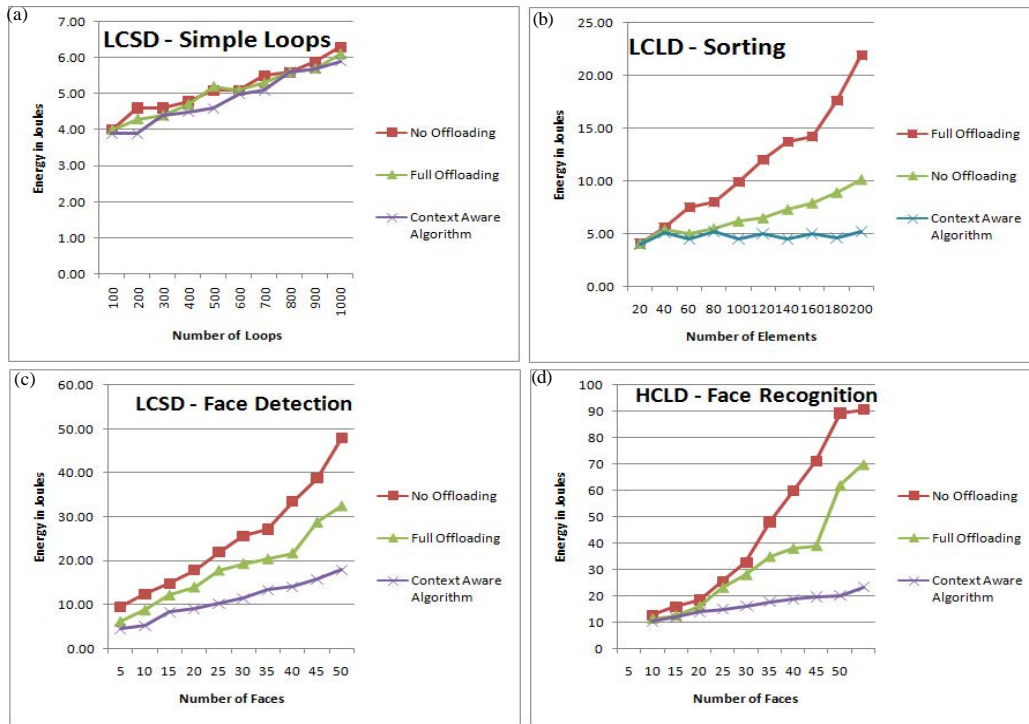 (a)
LCSD - Simple Loops
7.00
6.00
5.00
4.00
3.00
2.00
1.00
0.00
Energy in Joules
100
200
300
400
500
600
700
800
900
1000
Number of Loops
No Offloading
Full Offloading
Context Aware
Algorithm
(b)
LCLD - Sorting
25.00
20.00
15.00
10.00
5.00
0.00
Energy in Joules
20 40 60 80 100120140160180200
Number of Elements
Full Offloading
No Offloading
Context Aware
Algorithm
(c)
LCSD - Face Detection
60.00
50.00
40.00
30.00
20.00
10.00
0.00
Energy in Joules
5 10 15 20 25 30 35 40 45 50
Number of Faces
No Offloading
Full Offloading
Context Aware
Algorithm
(d)
HCLD - Face Recognition
100
90
80
70
60
50
40
30
20
10
0
Energy in Joules
5 10 15 20 25 30 35 40 45 50
Number of Faces
No Offloading
Full Offloading
Context Aware
Algorithm